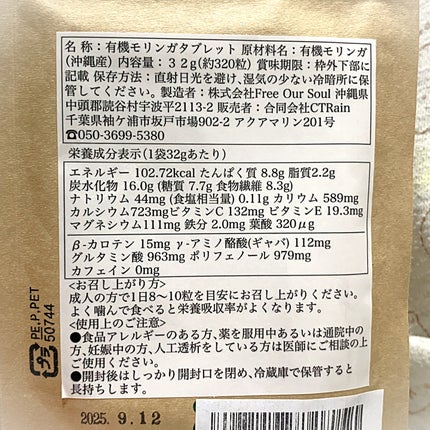 名 称：有機モリンガタブレット 原材料名：有機モリンガ
(沖縄産) 内容量：３２g(約320粒) 賞味期限：枠外下部に
記載 保存方法：直射日光を避け、湿気の少ない冷暗所に保
管してください。製造者：株式会社Free Our Soul 沖縄県
中頭郡読谷村宇波平2113-2 販売者：合同会社CTRain
千葉県袖ケ浦市坂戸市場902-2 アクアマリン201号
☎050-3699-5380
栄養成分表示(1袋32gあたり)
エネルギー 102.72kcal たんぱく質 8.8g 脂質2.2g
炭水化物 16.0g (糖質 7.7g 食物繊維 8.3g)
ナトリウム 44mg (食塩相当量) 0.11g カリウム 589mg
カルシウム723mgビタミンC 132mg ビタミンE 19.3mg
マグネシウム111mg 鉄分 2.0mg 葉酸 320μg
β-カロテン 15mg γ-アミノ酪酸(ギャバ) 112mg
グルタミン酸 963mg ポリフェノール 979mg
カフェイン 0mg
<お召し上がり方>
成人の方で1日8〜10粒を目安にお召し上がりください。
よく噛んで食べると栄養吸収率がよくなります。
<使用上のご注意>
●食品アレルギーのある方、薬を服用中あるいは通院中の
方、妊娠中の方、人工透析をしている方は医師にご相談の上
ご使用ください。
●開封後はしっかり開封口を閉め、冷蔵庫で保管すると
長持ちします。
2025. 9.12
PE.P.PET
50744
プラ